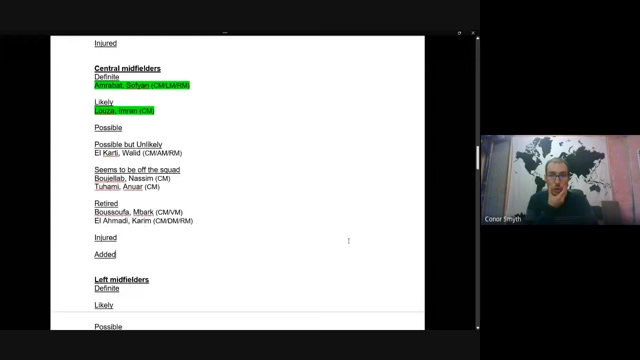 Injured
Central midfielders
Definite
Amrabat, Sofyan (CM/LM/RM)
Likely
Louza, Imran (CM)
Possible
Possible but Unlikely
El Karti, Walid (CM/AM/RM)
Seems to be off the squad
Boujellab, Nassim (CM)
Tuhami, Anuar (CM)
Retired
Boussoufa, Mbark (CM/VM)
El Ahmadi, Karim (CM/DM/RM)
Injured
Added
Left midfielders
Definite
Likely
Possible
Conor Smyth